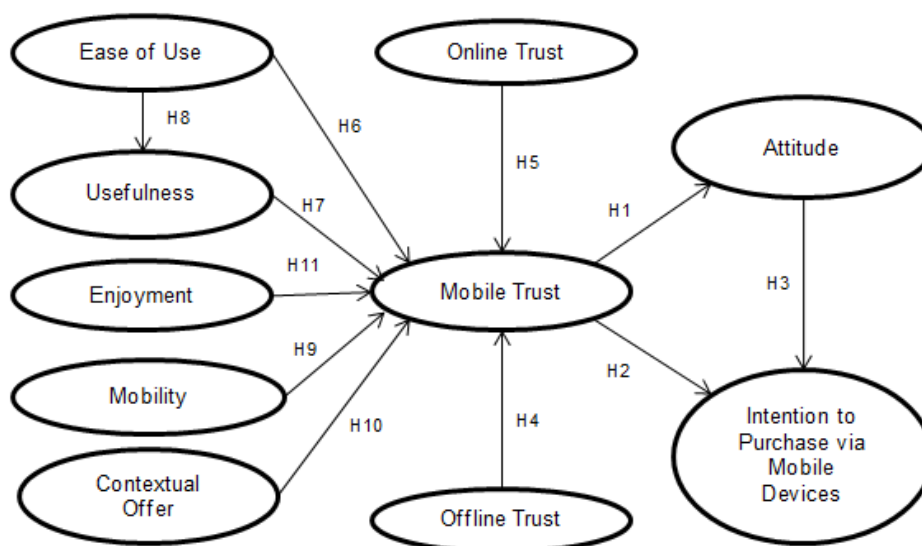 Ease of Use
Online Trust
H8
H6
Attitude
Usefulness
H5
H7
H1
H11
Enjoyment
Mobile Trust
H3
H9
H2
Mobility
H10
H4
Intention to
Purchase via
Mobile
Devices
Contextual
Offer
Offline Trust